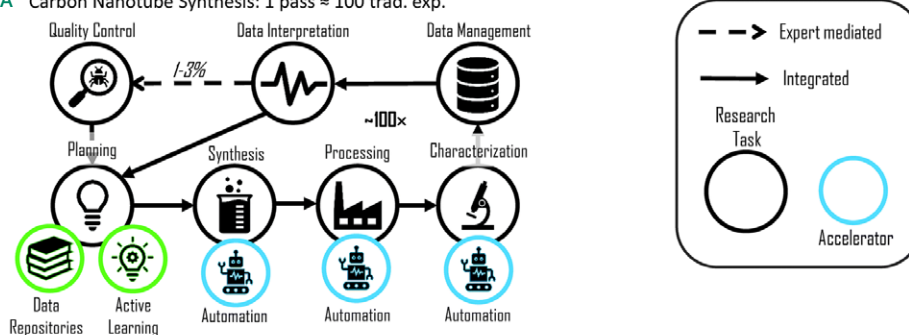 A Carbon Nanotube Synthesis: 1 pass ≈ 100 trad. exp.
Quality Control
Data Interpretation
Data Management
1-3%
~100×
Planning
Synthesis
Processing
Characterization
Data
Repositories
Active
Learning
Automation
Automation
Automation
Expert mediated
Integrated
Research
Task
Accelerator